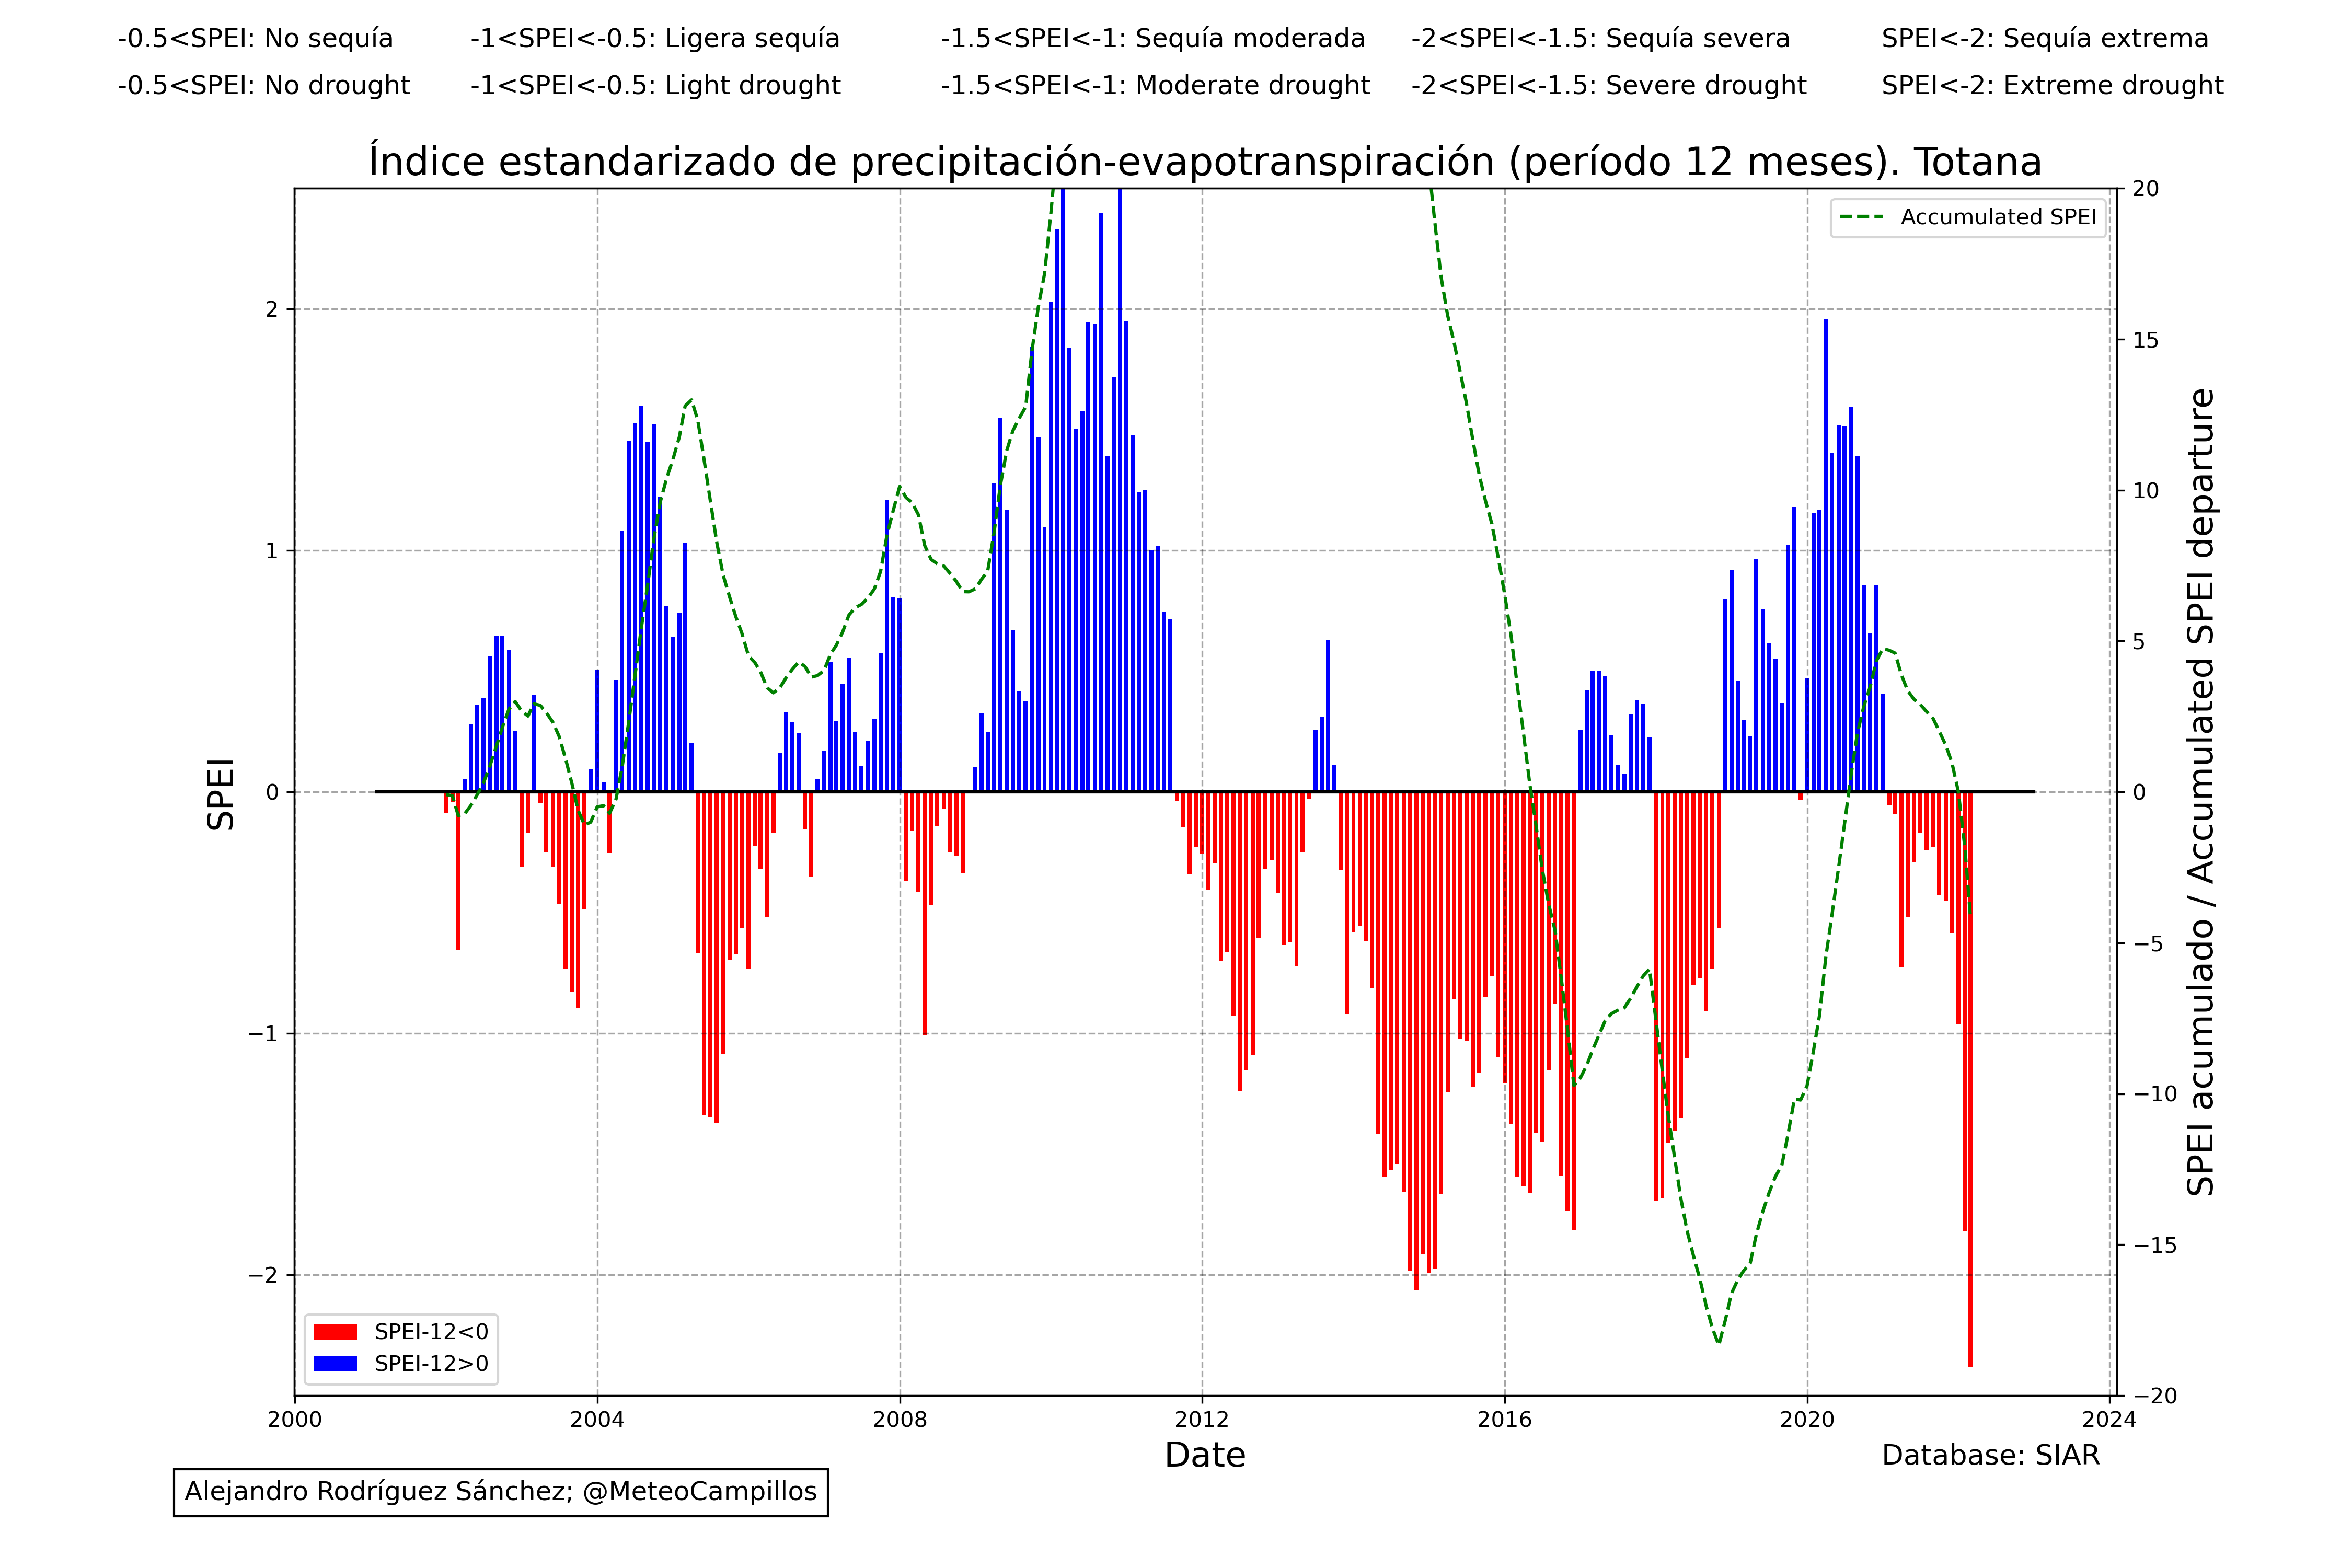 -0.5<SPEI: No sequía -1<SPEI<-0.5: Ligera sequía -1.5<SPEI<-1: Sequía moderada -2<SPEI<-1.5: Sequía severa SPEI<-2: Sequía extrema
-0.5<SPEI: No drought -1<SPEI<-0.5: Light drought -1.5<SPEI<-1: Moderate drought -2<SPEI<-1.5: Severe drought SPEI<-2: Extreme drought
Índice estandarizado de precipitación-evapotranspiración (período 12 meses). Totana
Accumulated SPEI
SPEI
2
1
0
−1
−2
20
15
10
5
0
−5
−10
−15
−20
SPEI acumulado / Accumulated SPEI departure
SPEI-12<0
SPEI-12>0
2000 2004 2008 2012 2016 2020 2024
Date
Database: SIAR
Alejandro Rodríguez Sánchez; @MeteoCampillos